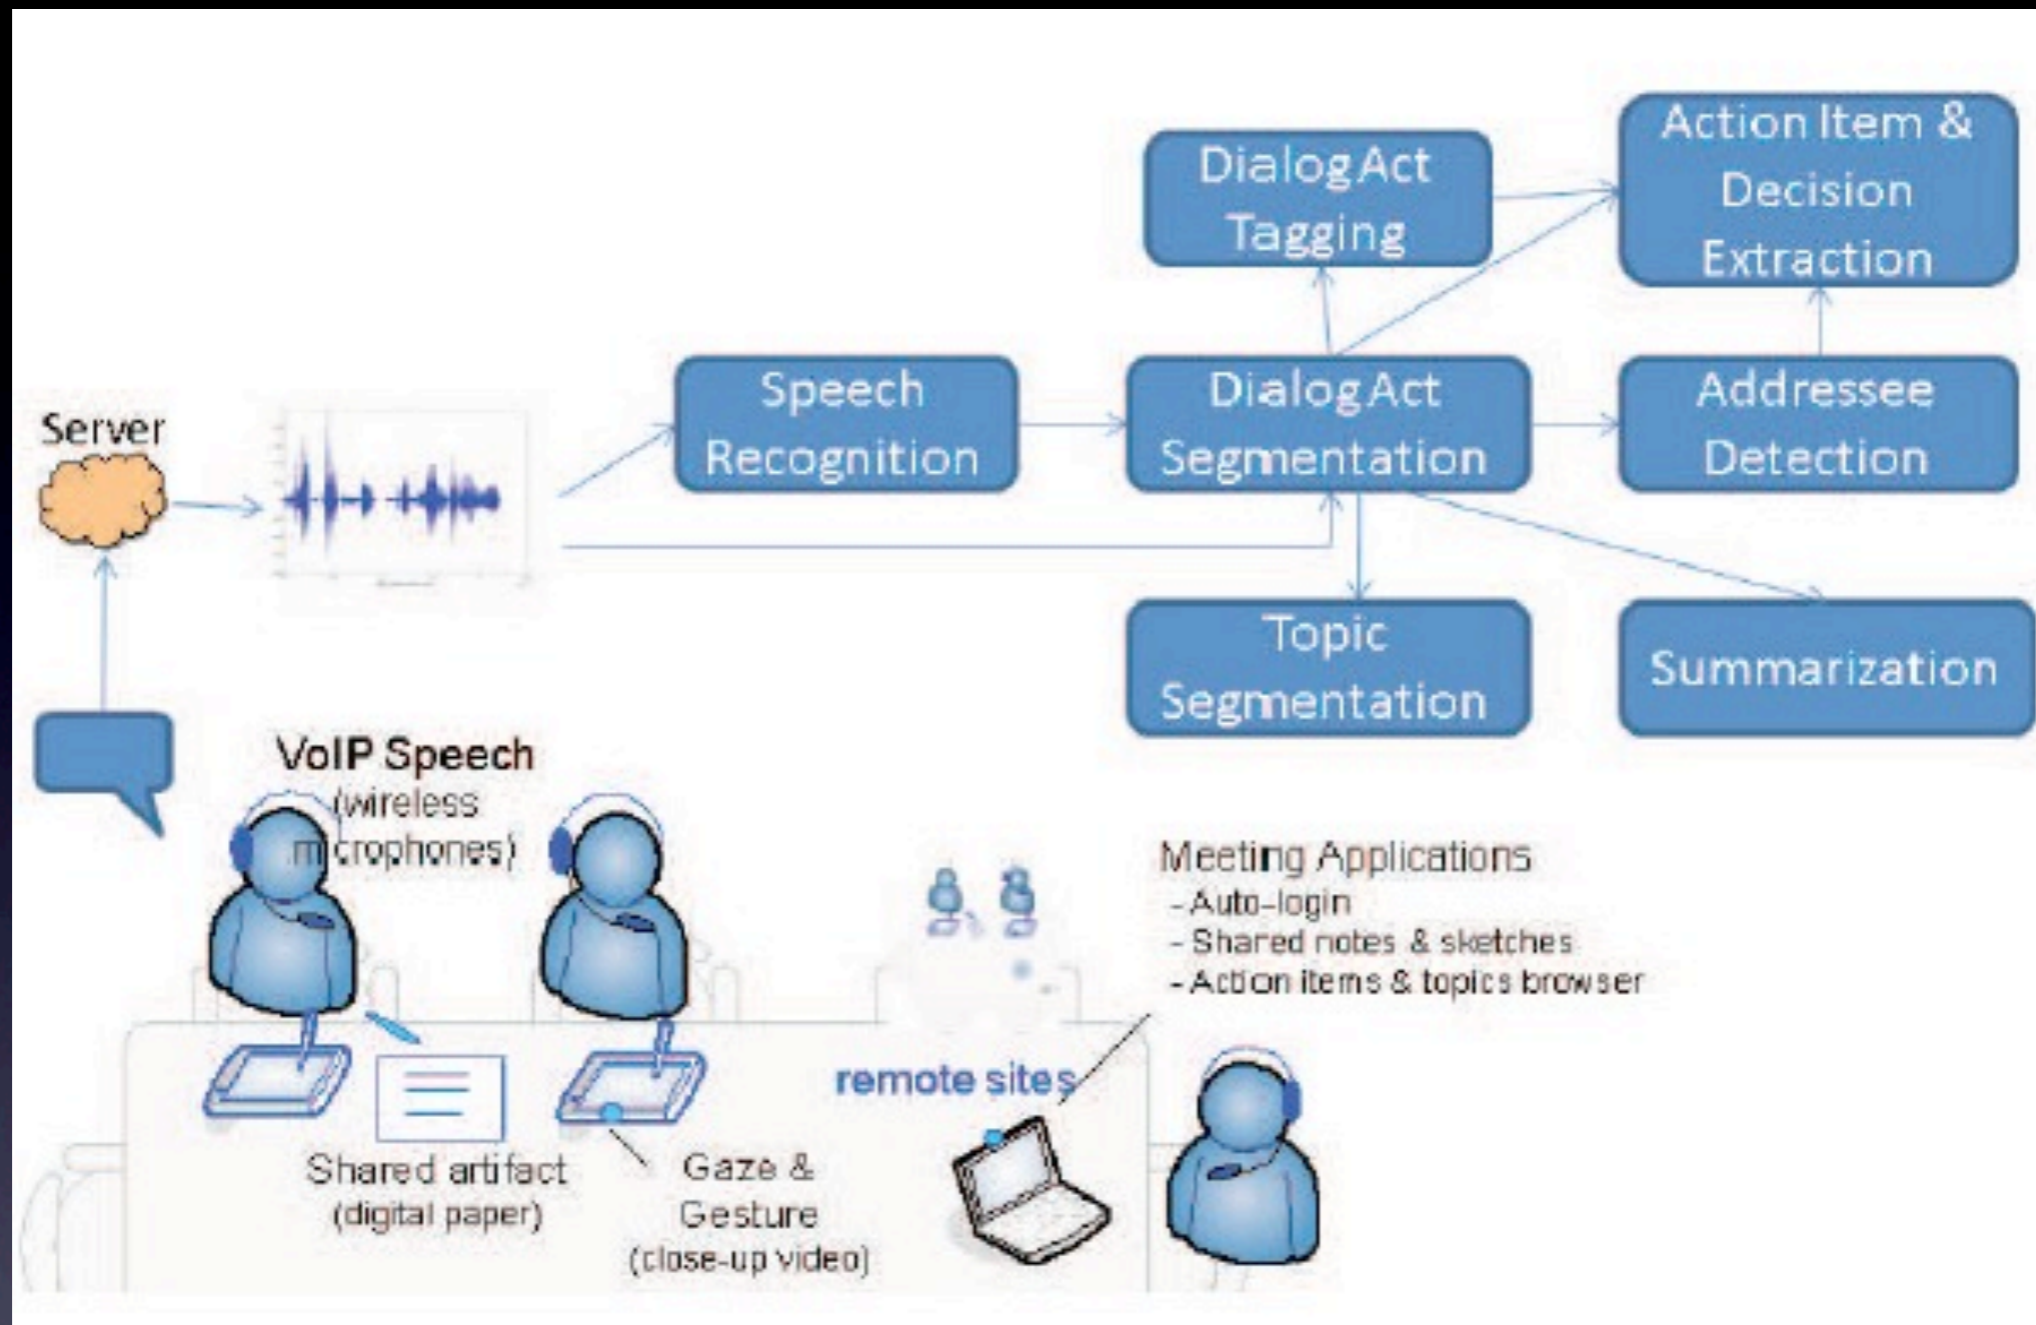 Action Item &
Decision
Extraction
Dialog Act
Tagging
Server
Speech
Recognition
Dialog Act
Segmentation
Addressee
Detection
Topic
Segmentation
Summarization
VoIP Speech
(wireless
microphones)
Meeting Applications
- Auto-login
- Shared notes & sketches
- Action items & topics browser
remote sites
Shared artifact
(digital paper)
Gaze &
Gesture
(close-up video)